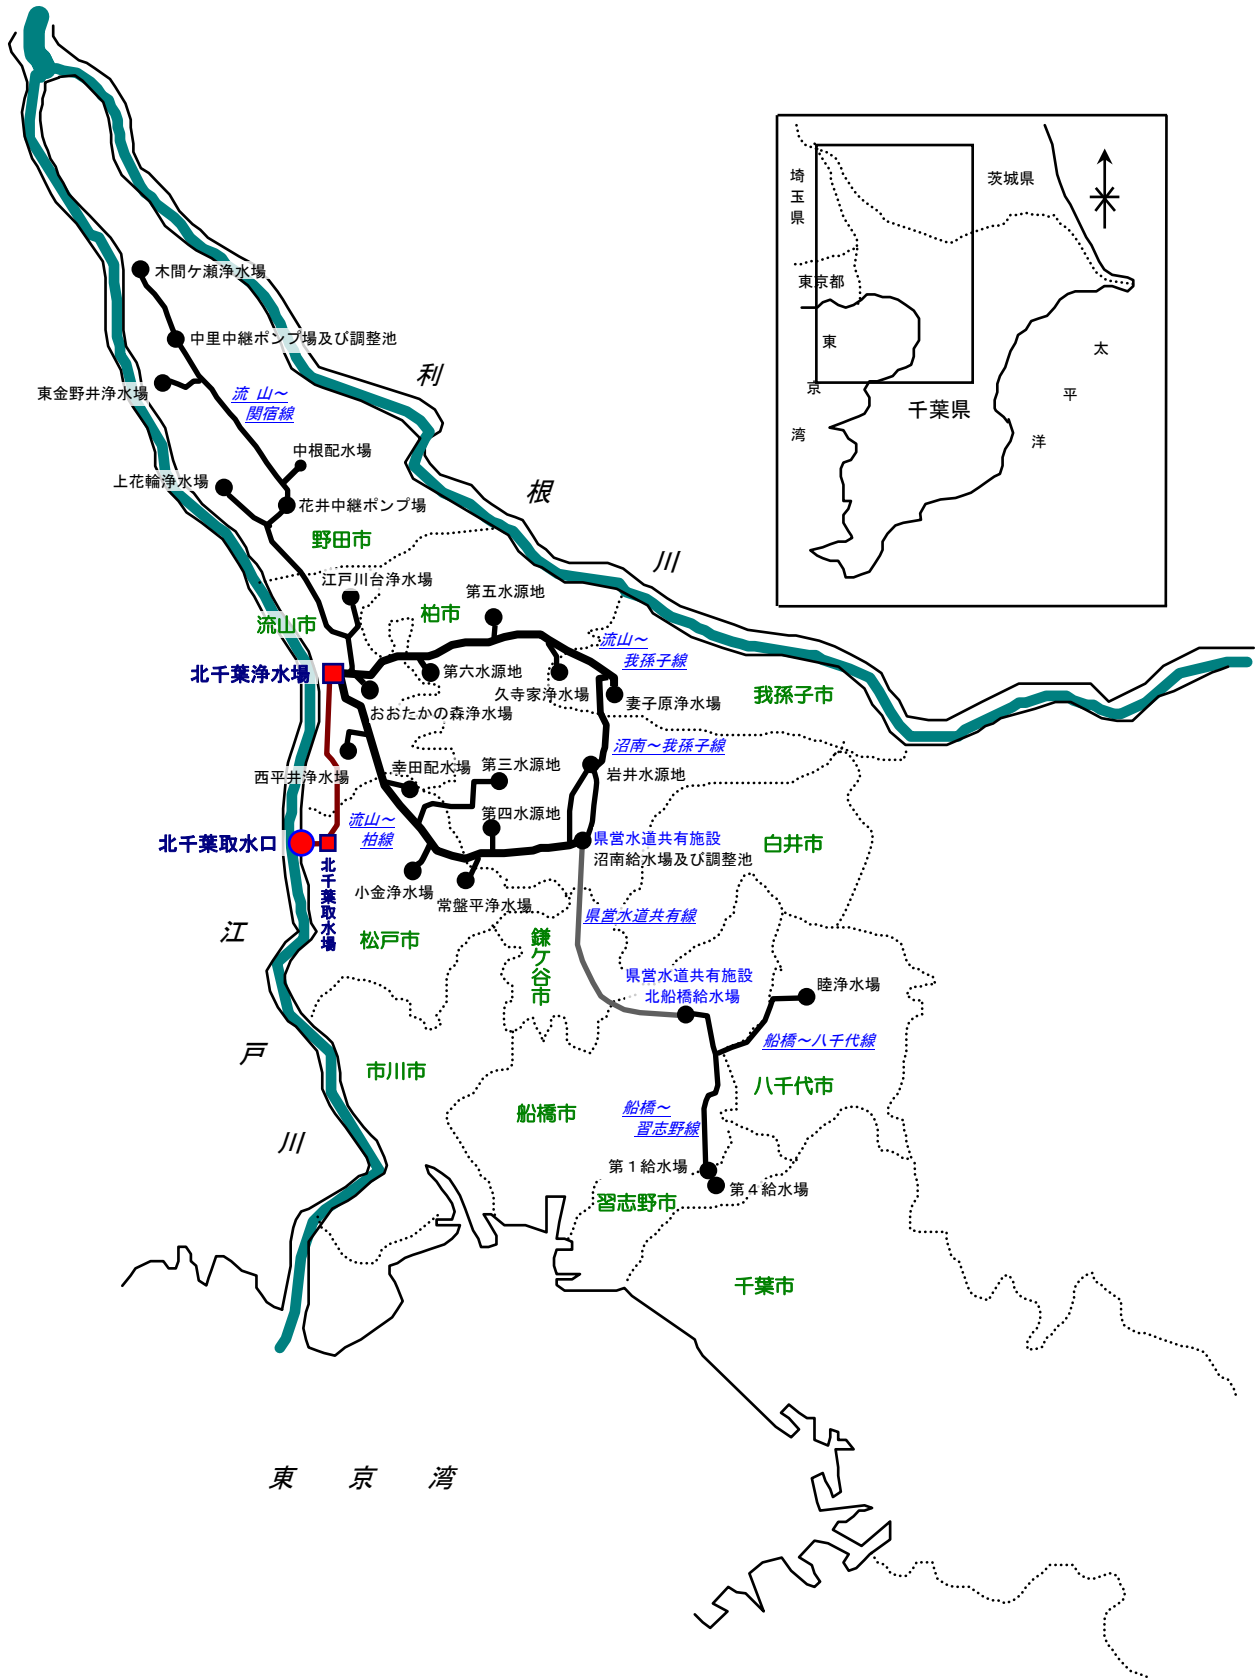 埼玉県
茨城県
東京都
東京湾
千葉県
太平洋
木間ケ瀬浄水場
中里中継ポンプ場及び調整池
東金野井浄水場
流 山～
関宿線
利根川
中根配水場
上花輪浄水場
花井中継ポンプ場
野田市
江戸川台浄水場
第五水源地
柏市
流山市
流山～
我孫子線
北千葉浄水場
第六水源地
久寺家浄水場
妻子原浄水場
我孫子市
おおたかの森浄水場
沼南～我孫子線
西平井浄水場
幸田配水場
第三水源地
岩井水源地
流山～
柏線
第四水源地
北千葉取水口
北千葉取水場
県営水道共有施設
沼南給水場及び調整池
白井市
小金浄水場
常盤平浄水場
県営水道共有線
江戸川
松戸市
鎌ケ谷市
県営水道共有施設
北船橋給水場
睦浄水場
船橋～八千代線
市川市
八千代市
船橋市
船橋～
習志野線
第１給水場
第４給水場
習志野市
千葉市
東京湾